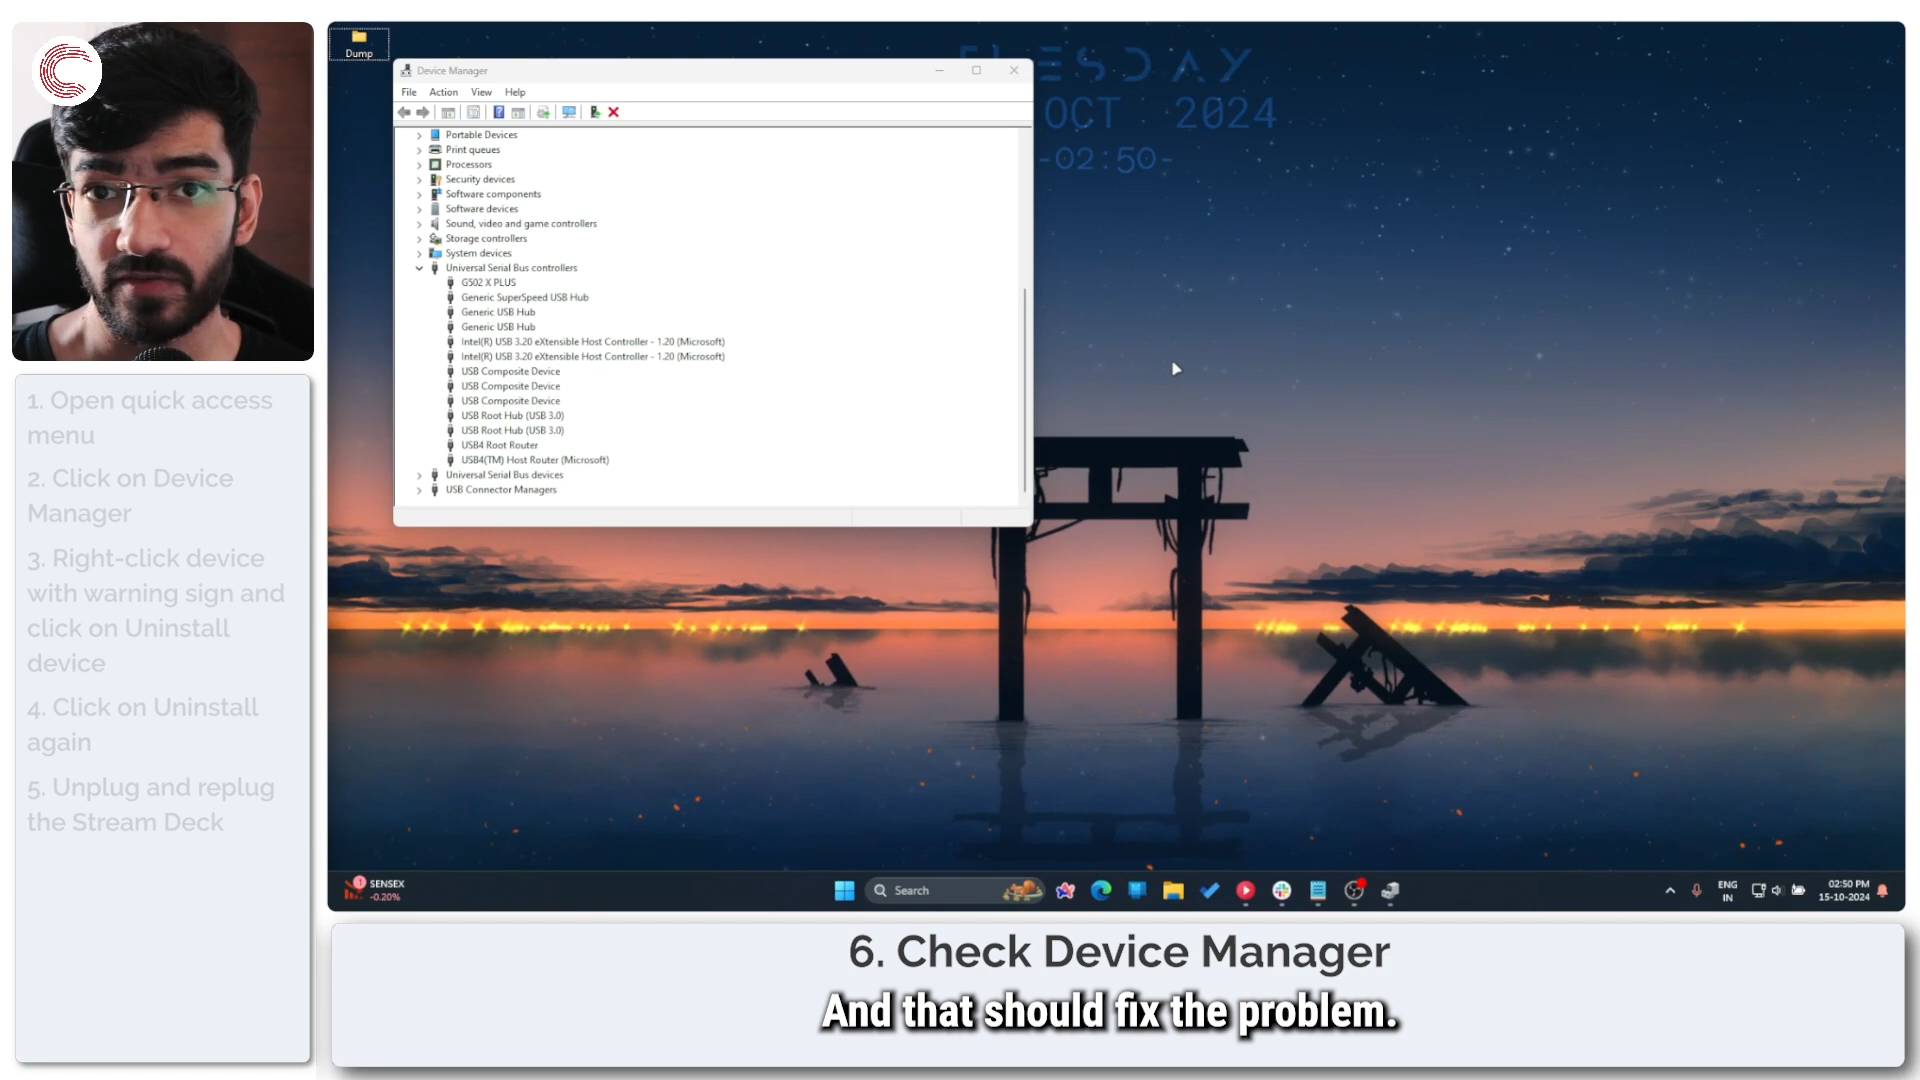 Dump
TUESDAY
OCT 2024
-02:50-
Device Manager
File Action View Help
Portable Devices
Print queues
Processors
Security devices
Software components
Software devices
Sound, video and game controllers
Storage controllers
System devices
Universal Serial Bus controllers
G502 X PLUS
Generic SuperSpeed USB Hub
Generic USB Hub
Generic USB Hub
Intel(R) USB 3.20 eXtensible Host Controller - 1.20 (Microsoft)
Intel(R) USB 3.20 eXtensible Host Controller - 1.20 (Microsoft)
USB Composite Device
USB Composite Device
USB Composite Device
USB Root Hub (USB 3.0)
USB Root Hub (USB 3.0)
USB4 Root Router
USB4(TM) Host Router (Microsoft)
Universal Serial Bus devices
USB Connector Managers
1. Open quick access
menu
2. Click on Device
Manager
3. Right-click device
with warning sign and
click on Uninstall
device
4. Click on Uninstall
again
5. Unplug and replug
the Stream Deck
1
SENSEX
-0.20%
Search
ENG
IN
02:50 PM
15-10-2024
6. Check Device Manager
And that should fix the problem.